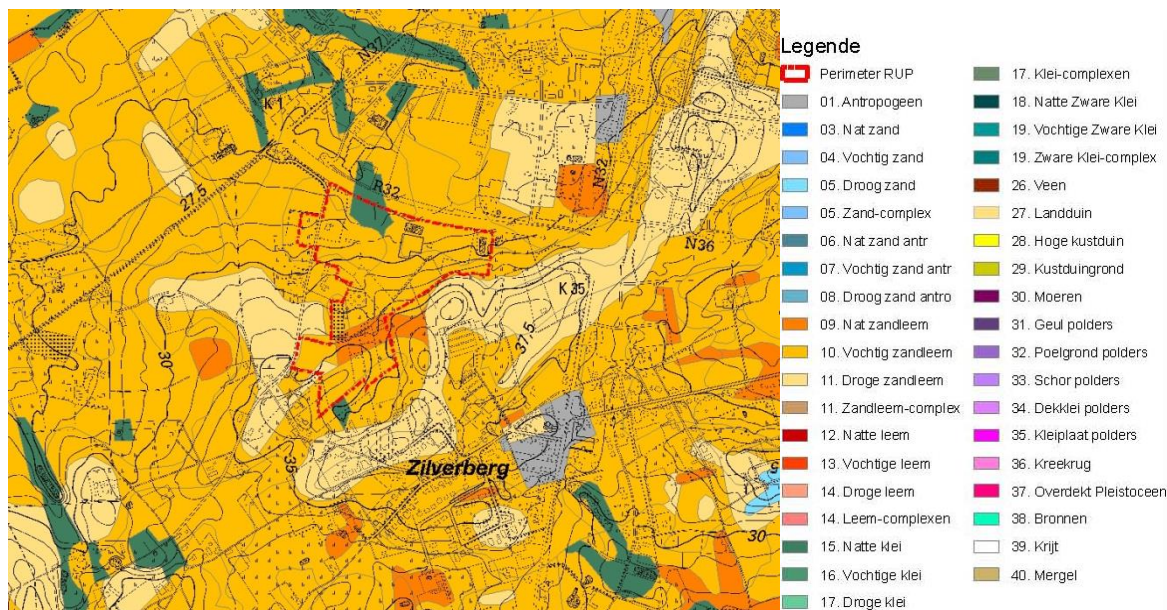 N37
K 1
27.5
R32
N32
N36
K 35
37.5
30
35
Zilverberg
30
Legende
Perimeter RUP
01. Antropogeen
03. Nat zand
04. Vochtig zand
05. Droog zand
05. Zand-complex
06. Nat zand antr
07. Vochtig zand antr
08. Droog zand antro
09. Nat zandleem
10. Vochtig zandleem
11. Droge zandleem
11. Zandleem-complex
12. Natte leem
13. Vochtige leem
14. Droge leem
14. Leem-complexen
15. Natte klei
16. Vochtige klei
17. Droge klei
17. Klei-complexen
18. Natte Zware Klei
19. Vochtige Zware Klei
19. Zware Klei-complex
26. Veen
27. Landduin
28. Hoge kustduin
29. Kustduingrond
30. Moeren
31. Geul polders
32. Poelgrond polders
33. Schor polders
34. Dekklei polders
35. Kleiplaat polders
36. Kreekrug
37. Overdekt Pleistoceen
38. Bronnen
39. Krijt
40. Mergel